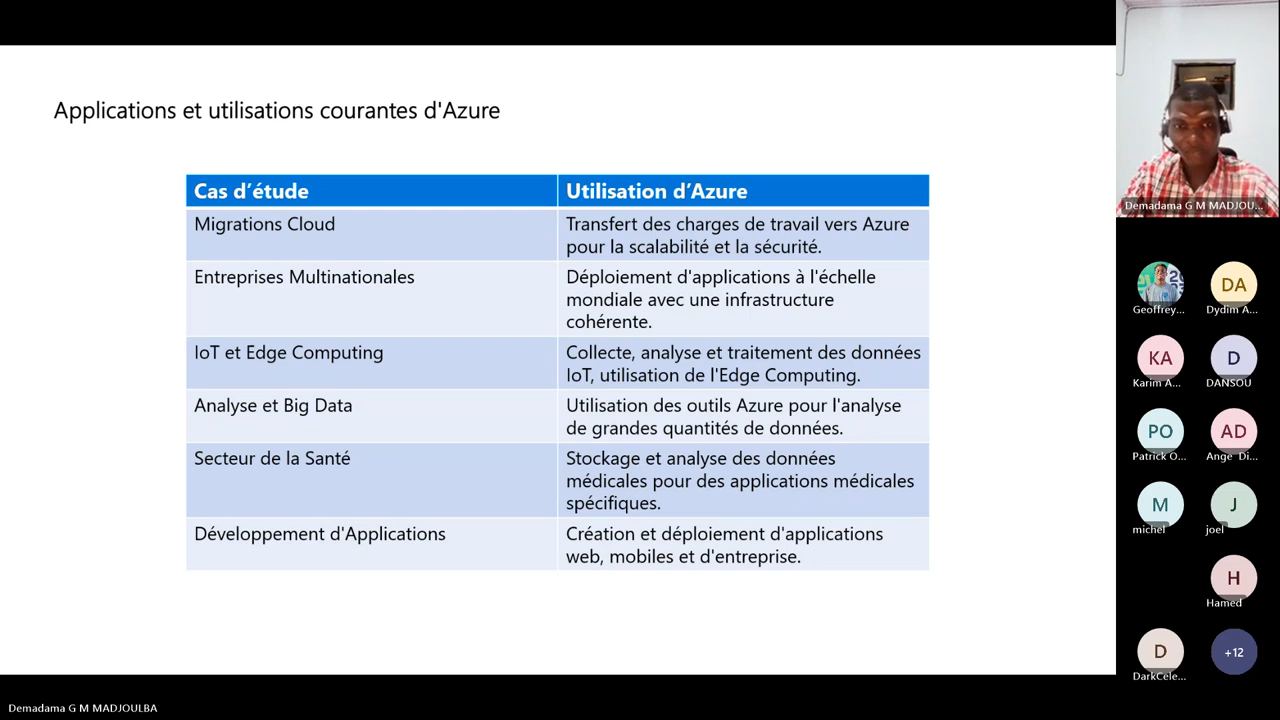 Applications et utilisations courantes d'Azure
Cas d’étude
Utilisation d’Azure
Migrations Cloud
Transfert des charges de travail vers Azure
pour la scalabilité et la sécurité.
Entreprises Multinationales
Déploiement d'applications à l'échelle
mondiale avec une infrastructure
cohérente.
IoT et Edge Computing
Collecte, analyse et traitement des données
IoT, utilisation de l'Edge Computing.
Analyse et Big Data
Utilisation des outils Azure pour l'analyse
de grandes quantités de données.
Secteur de la Santé
Stockage et analyse des données
médicales pour des applications médicales
spécifiques.
Développement d'Applications
Création et déploiement d'applications
web, mobiles et d'entreprise.
Demadama G M MADJOU...
Geoffrey...
DA
Dydim A...
KA
Karim A...
D
DANSOU
PO
Patrick O...
AD
Ange Di...
M
michel
J
joel
H
Hamed
D
DarkCele...
+12
Demadama G M MADJOULBA